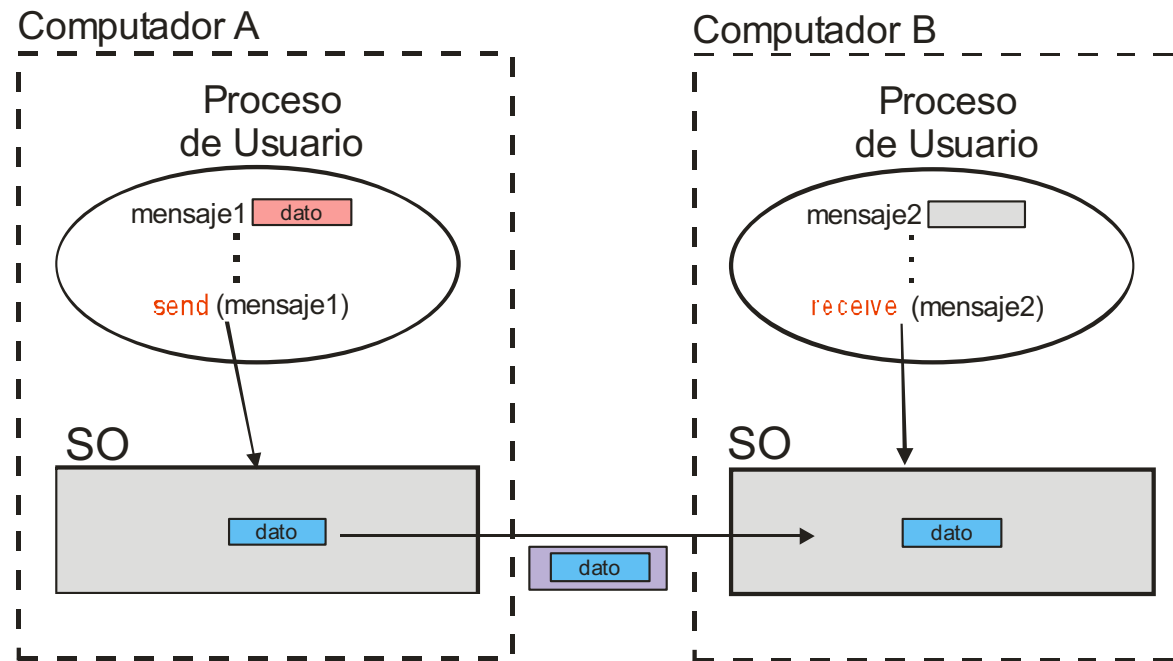 Computador A
Proceso
de Usuario
mensaje1 dato
send (mensaje1)
SO
dato
dato
Computador B
Proceso
de Usuario
mensaje2
receive (mensaje2)
SO
dato